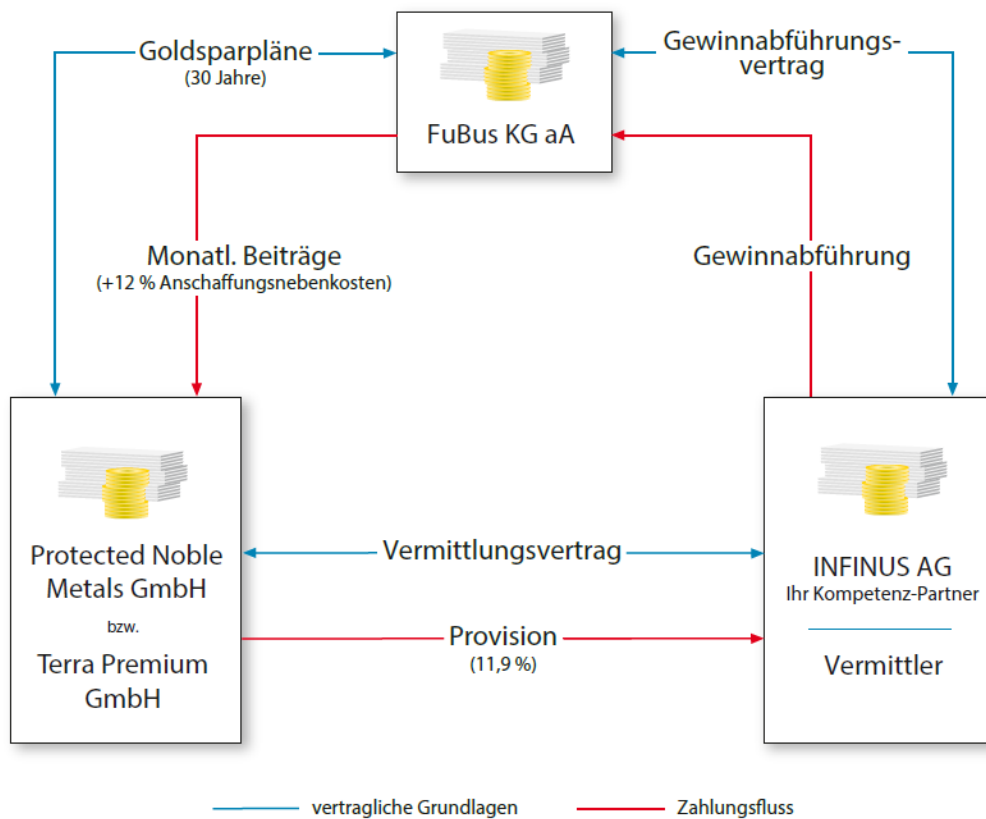 Goldsparpläne
(30 Jahre)
Gewinnabführungs-
vertrag
FuBus KG aA
Monatl. Beiträge
(+12 % Anschaffungsnebenkosten)
Gewinnabführung
Protected Noble
Metals GmbH
bzw.
Terra Premium
GmbH
Vermittlungsvertrag
Provision
(11,9 %)
INFINUS AG
Ihr Kompetenz-Partner
Vermittler
vertragliche Grundlagen
Zahlungsfluss